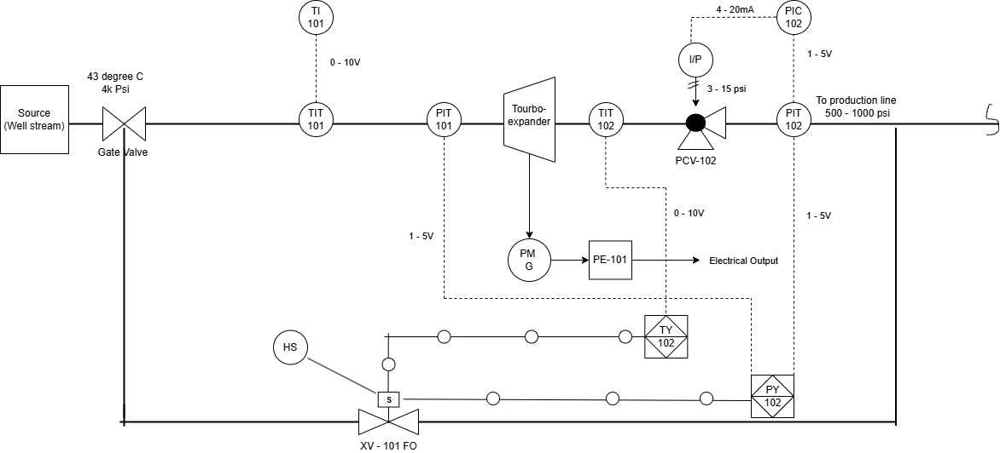 TI
101
4 - 20mA
PIC
102
0 - 10V
I/P
1 - 5V
43 degree C
4k Psi
3 - 15 psi
Source
(Well stream)
TIT
101
PIT
101
Tourbo-
expander
TIT
102
PIT
102
To production line
500 - 1000 psi
Gate Valve
PCV-102
1 - 5V
0 - 10V
1 - 5V
PM
G
PE-101
Electrical Output
HS
TY
102
S
PY
102
XV - 101 FO